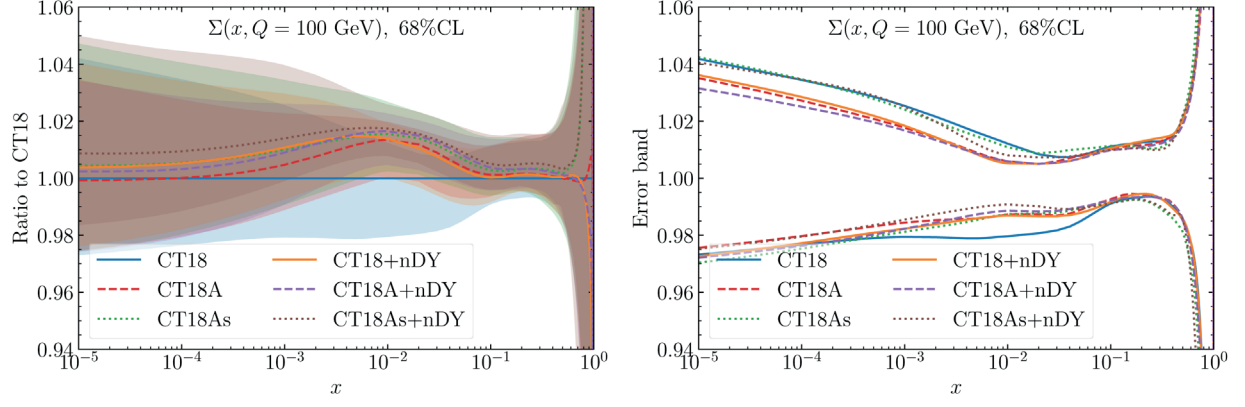 Σ(x, Q = 100 GeV), 68%CL
Ratio to CT18
1.06
1.04
1.02
1.00
0.98
0.96
0.94
CT18
CT18A
CT18As
CT18+nDY
CT18A+nDY
CT18As+nDY
10⁻⁵
10⁻⁴
10⁻³
10⁻²
10⁻¹
10⁰
x
Σ(x, Q = 100 GeV), 68%CL
Error band
1.06
1.04
1.02
1.00
0.98
0.96
0.94
CT18
CT18A
CT18As
CT18+nDY
CT18A+nDY
CT18As+nDY
10⁻⁵
10⁻⁴
10⁻³
10⁻²
10⁻¹
10⁰
x